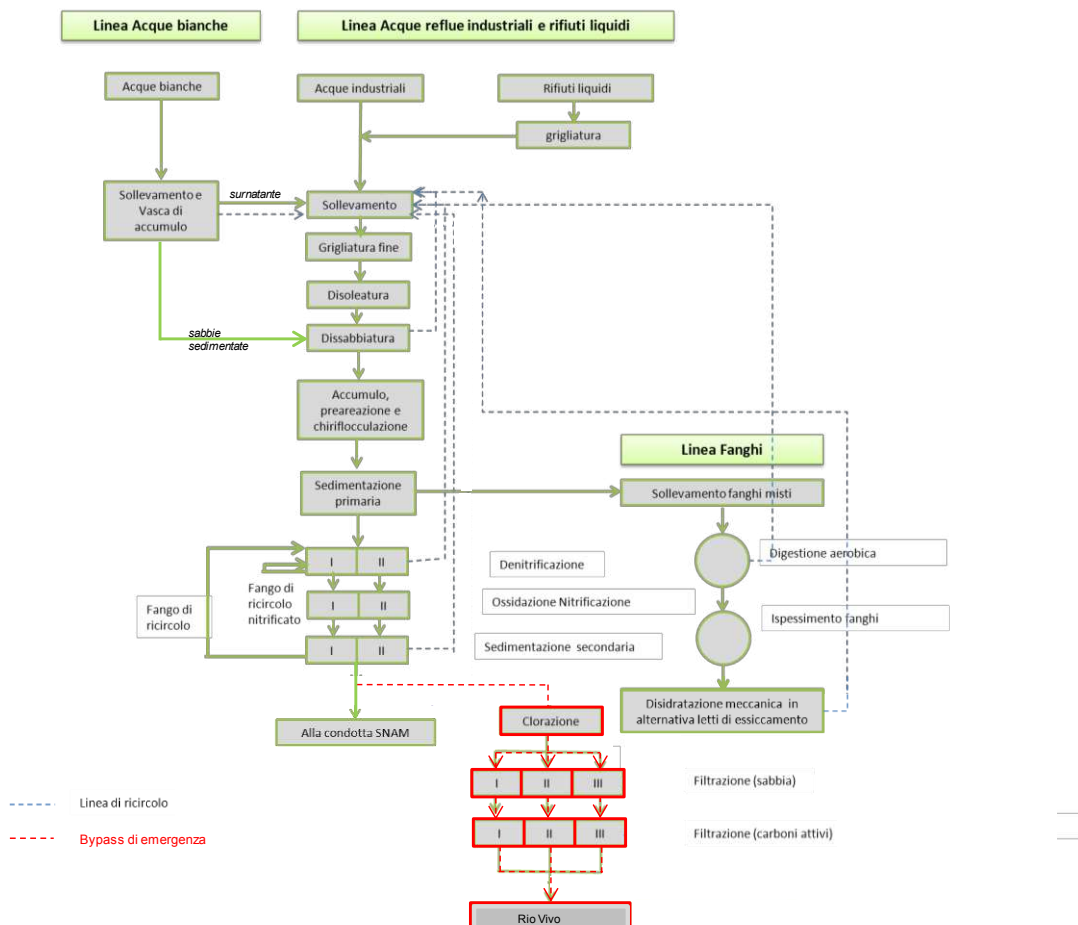 Linea Acque bianche
Linea Acque reflue industriali e rifiuti liquidi
Acque bianche
Acque industriali
Rifiuti liquidi
grigliatura
Sollevamento e
Vasca di
accumulo
surnatante
Sollevamento
Grigliatura fine
Disoleatura
sabbie
sedimentate
Dissabbiatura
Accumulo,
preareazione e
chiriflocculazione
Linea Fanghi
Sedimentazione
primaria
Sollevamento fanghi misti
I
II
Denitrificazione
Digestione aerobica
Fango di
ricircolo
nitrificato
Fango di
ricircolo
I
II
Ossidazione Nitrificazione
Ispessimento fanghi
I
II
Sedimentazione secondaria
Disidratazione meccanica in
alternativa letti di essiccamento
Alla condotta SNAM
Clorazione
I
II
III
Filtrazione (sabbia)
Linea di ricircolo
I
II
III
Filtrazione (carboni attivi)
Bypass di emergenza
Rio Vivo